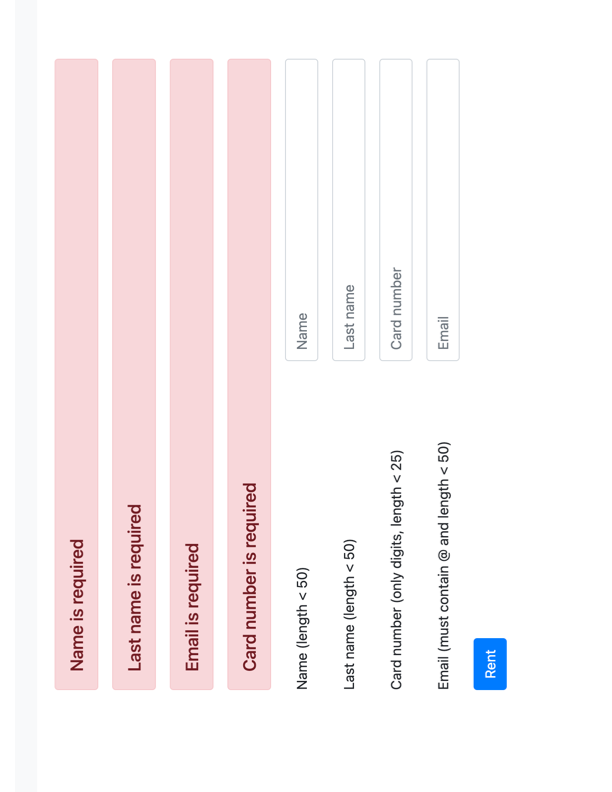 Name is required
Last name is required
Email is required
Card number is required
Name (length < 50) Name
Last name (length < 50) Last name
Card number (only digits, length < 25) Card number
Email (must contain @ and length < 50) Email
Rent